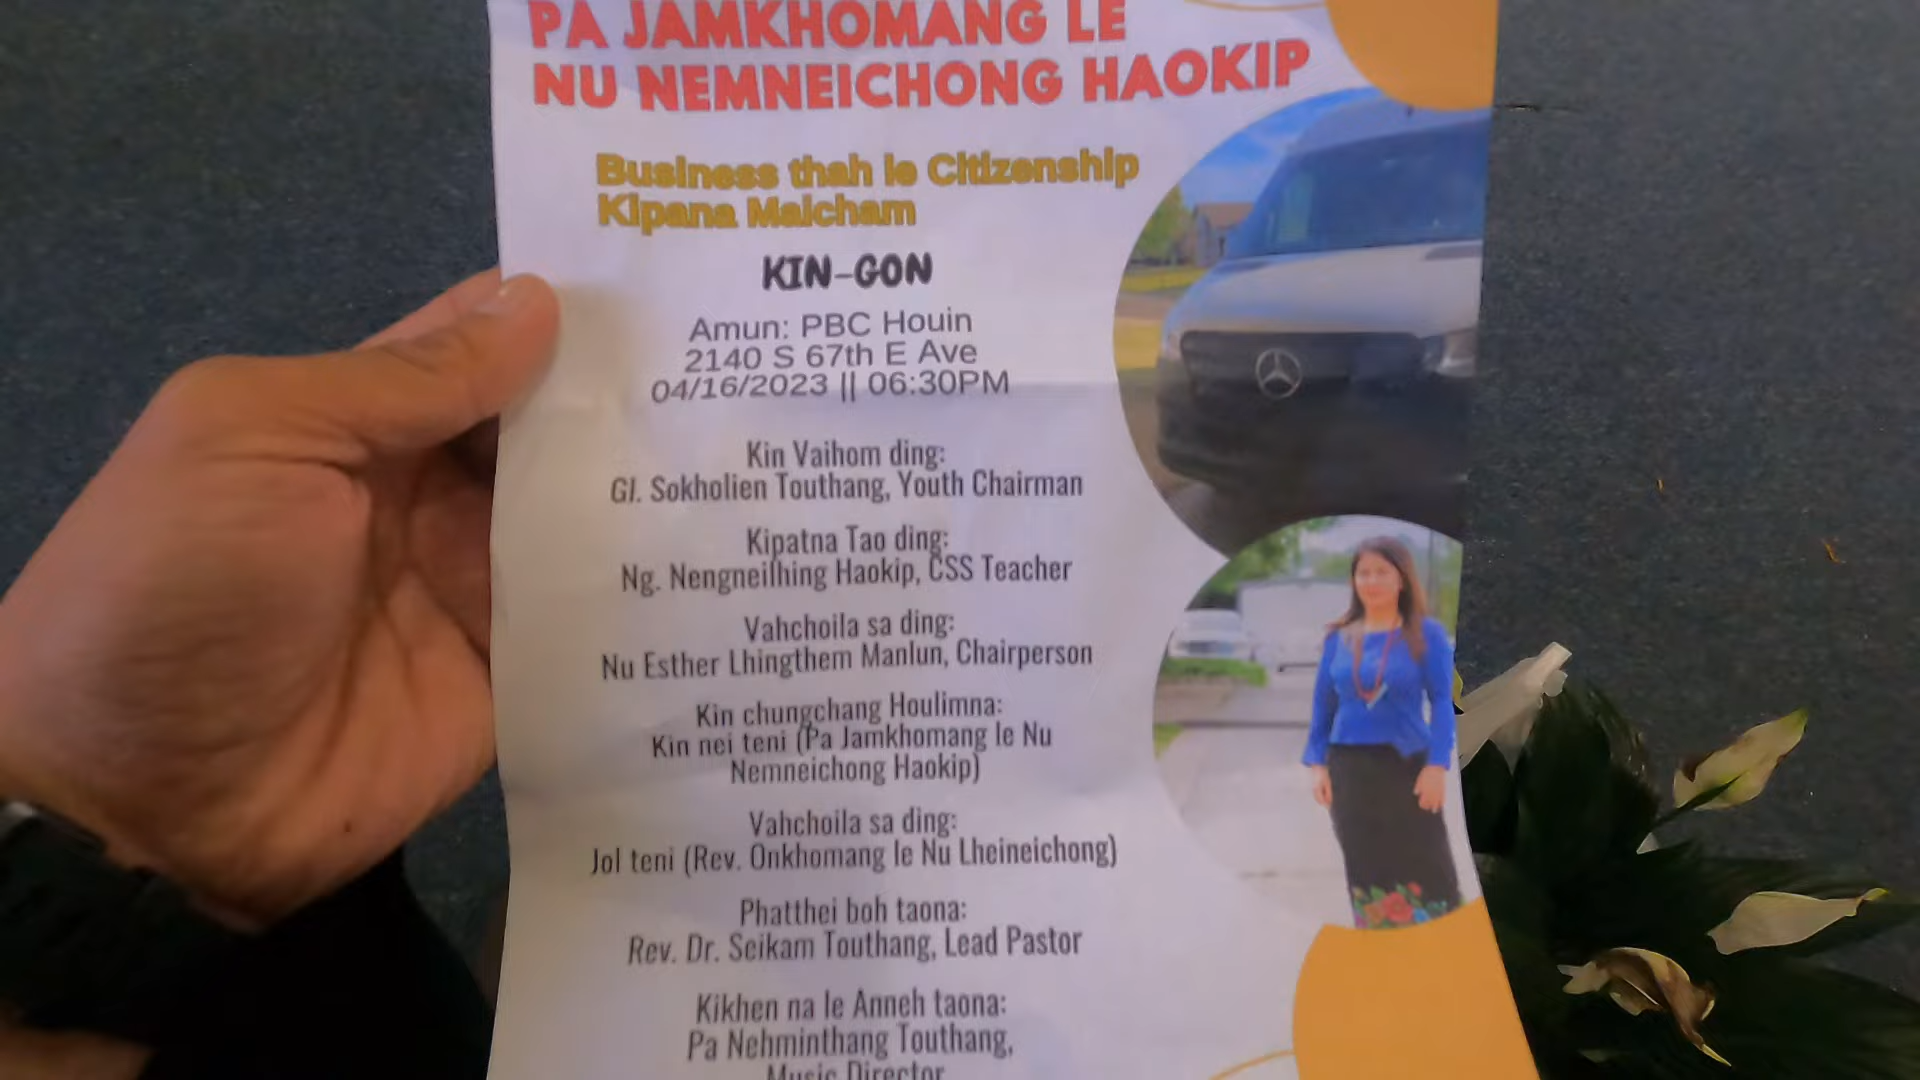 PA JAMKHOMANG LE
NU NEMNEICHONG HAOKIP
Business thah le Citizenship
Kipana Maicham
KIN-GON
Amun: PBC Houin
2140 S 67th E Ave
04/16/2023 || 06:30PM
Kin Vaihom ding:
Gl. Sokholien Touthang, Youth Chairman
Kipatna Tao ding:
Ng. Nengneilhing Haokip, CSS Teacher
Vahchoila sa ding:
Nu Esther Lhingthem Manlun, Chairperson
Kin chungchang Houlimna:
Kin nei teni (Pa Jamkhomang le Nu
Nemneichong Haokip)
Vahchoila sa ding:
Jol teni (Rev. Onkhomang le Nu Lheineichong)
Phatthei boh taona:
Rev. Dr. Seikam Touthang, Lead Pastor
Kikhen na le Anneh taona:
Pa Nehminthang Touthang,
Music Director